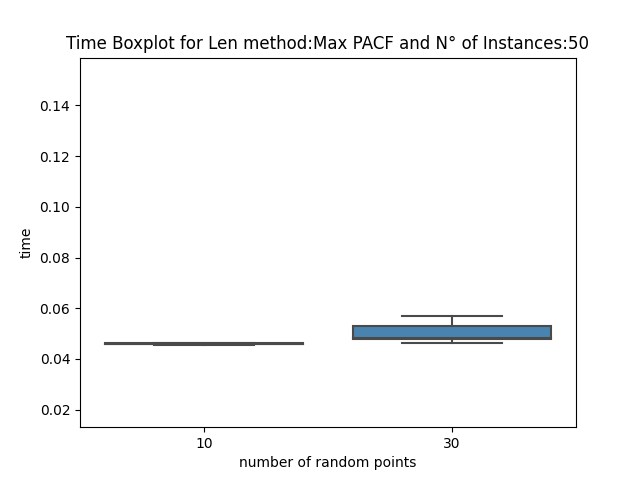 Time Boxplot for Len method:Max PACF and N° of Instances:50
0.14
0.12
0.10
0.08
0.06
0.04
0.02
time
10 30
number of random points